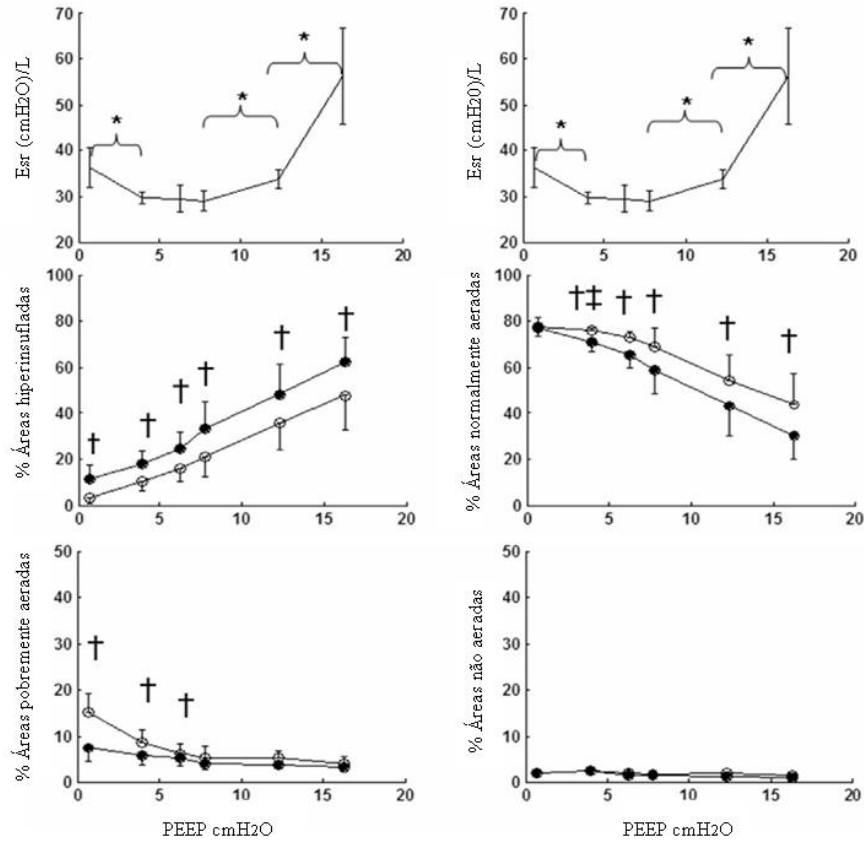 70
60
50
40
30
20
Esr (cmH2O)/L
*
*
*
0 5 10 15 20
70
60
50
40
30
20
Esr (cmH20)/L
*
*
*
0 5 10 15 20
100
80
60
40
20
0
% Áreas hiperinsufladas
† † † † † †
0 5 10 15 20
100
80
60
40
20
0
% Áreas normalmente aeradas
† ‡ † † † †
0 5 10 15 20
50
40
30
20
10
0
% Áreas pobremente aeradas
† † †
0 5 10 15 20
PEEP cmH2O
50
40
30
20
10
0
% Áreas não aeradas
0 5 10 15 20
PEEP cmH2O